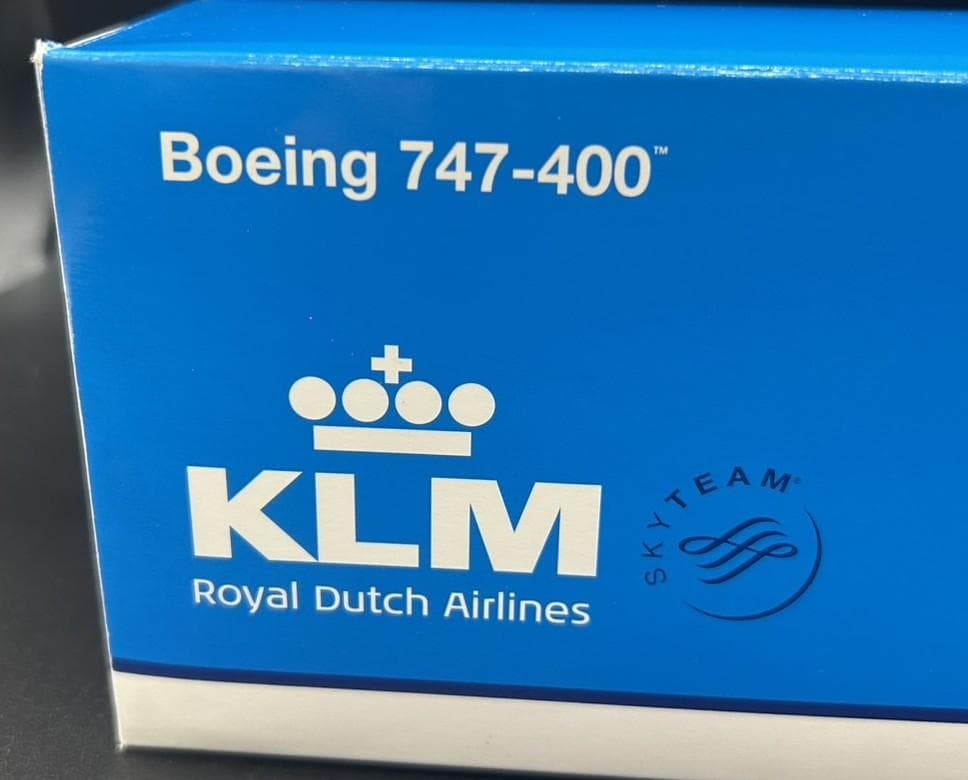 Boeing 747-400™
KLM
Royal Dutch Airlines
SKYTEAM®